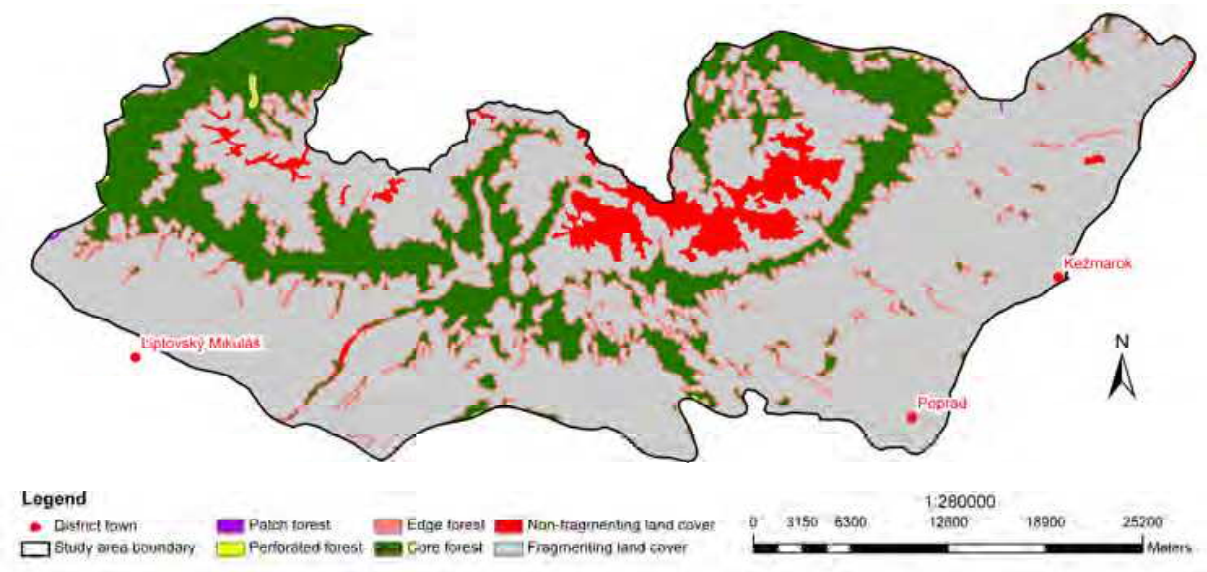 Kežmarok
Liptovský Mikuláš
N
Poprad
Legend
District town
Patch forest
Edge forest
Non-fragmenting land cover
Study area boundary
Perforated forest
Core forest
Fragmenting land cover
1:280000
0 3150 6300 12600 18900 25200
Meters